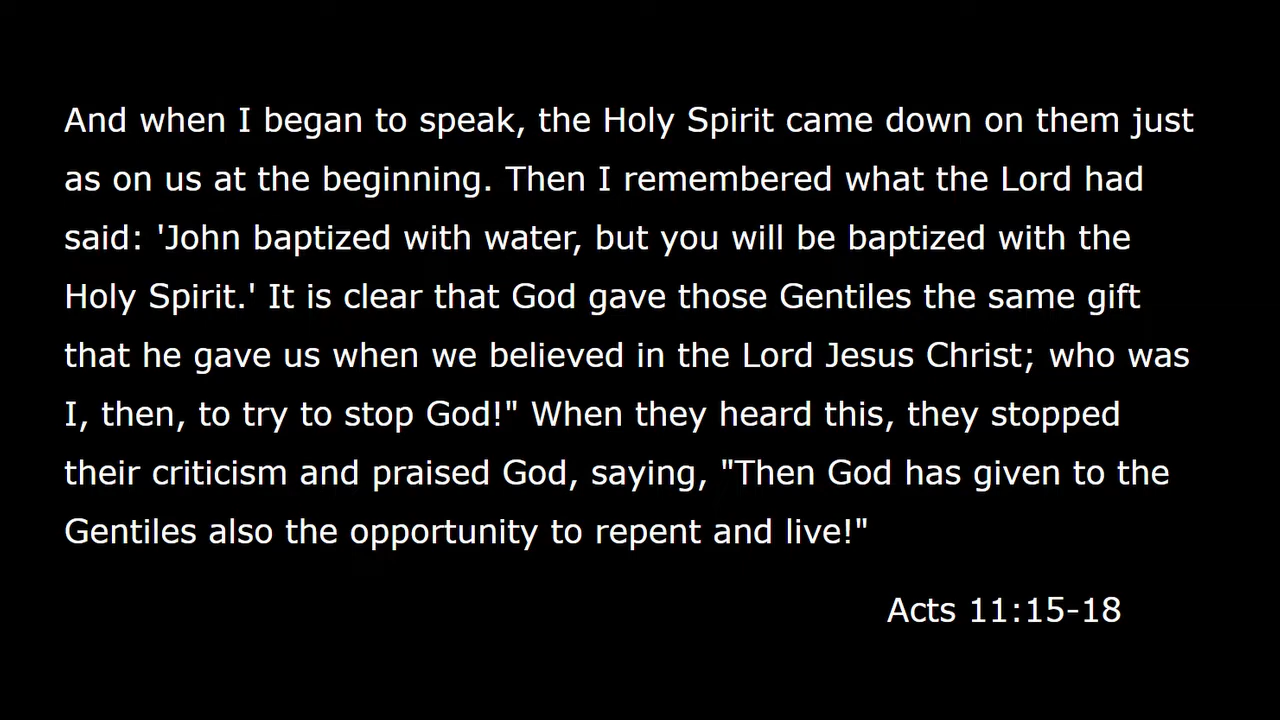 And when I began to speak, the Holy Spirit came down on them just
as on us at the beginning. Then I remembered what the Lord had
said: 'John baptized with water, but you will be baptized with the
Holy Spirit.' It is clear that God gave those Gentiles the same gift
that he gave us when we believed in the Lord Jesus Christ; who was
I, then, to try to stop God!" When they heard this, they stopped
their criticism and praised God, saying, "Then God has given to the
Gentiles also the opportunity to repent and live!"
Acts 11:15-18